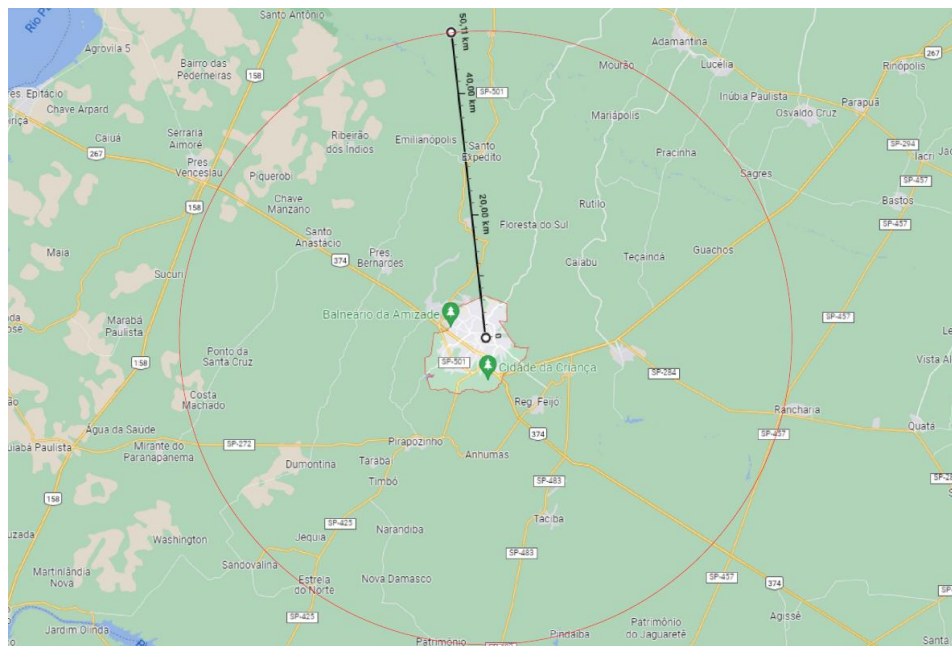 Rio Pa
Santo Antônio
Agrovila 5
50,11 km
Adamantina
267
Bairro das
Pederneiras
158
Mourão
Lucélia
Rinópolis
40,00 km
SP-501
res. Epitácio
Chave Arpard
Inúbia Paulista
Parapuã
Mariápolis
Osvaldo Cruz
Caiuá
Serraria
Aimoré
Ribeirão
dos Índios
Emilianópolis
Santo
Expedito
SP-294
267
Pres.
Venceslau
Piquerobi
Pracinha
Iacri
Sagres
SP-457
Chave
Manzano
20,00 km
Rutilo
Bastos
158
Santo
Anastácio
Floresta do Sul
SP-457
Maia
374
Pres.
Bernardes
Caiabu
Teçaindá
Guachos
Sucuri
Balneário da Amizade
Marabá
Paulista
SP-457
0
Ponto da
Santa Cruz
SP-501
Cidade da Criança
158
Vista Al
SP-284
Costa
Machado
Reg. Feijó
Rancharia
Água da Saúde
374
SP-457
Quatá
uiabá Paulista
Mirante do
Paranapanema
SP-272
Pirapozinho
Anhumas
Dumontina
Tarabai
Timbó
SP-483
158
SP-425
Taciba
Narandiba
Jequia
Washington
SP-483
Sandovalina
Martinlândia
Nova
Estrela
do Norte
Nova Damasco
SP-457
374
SP-425
Agissê
Jardim Olinda
Patrimônio
Pindaíba
Patrimônio
do Jaguaretê
Santa